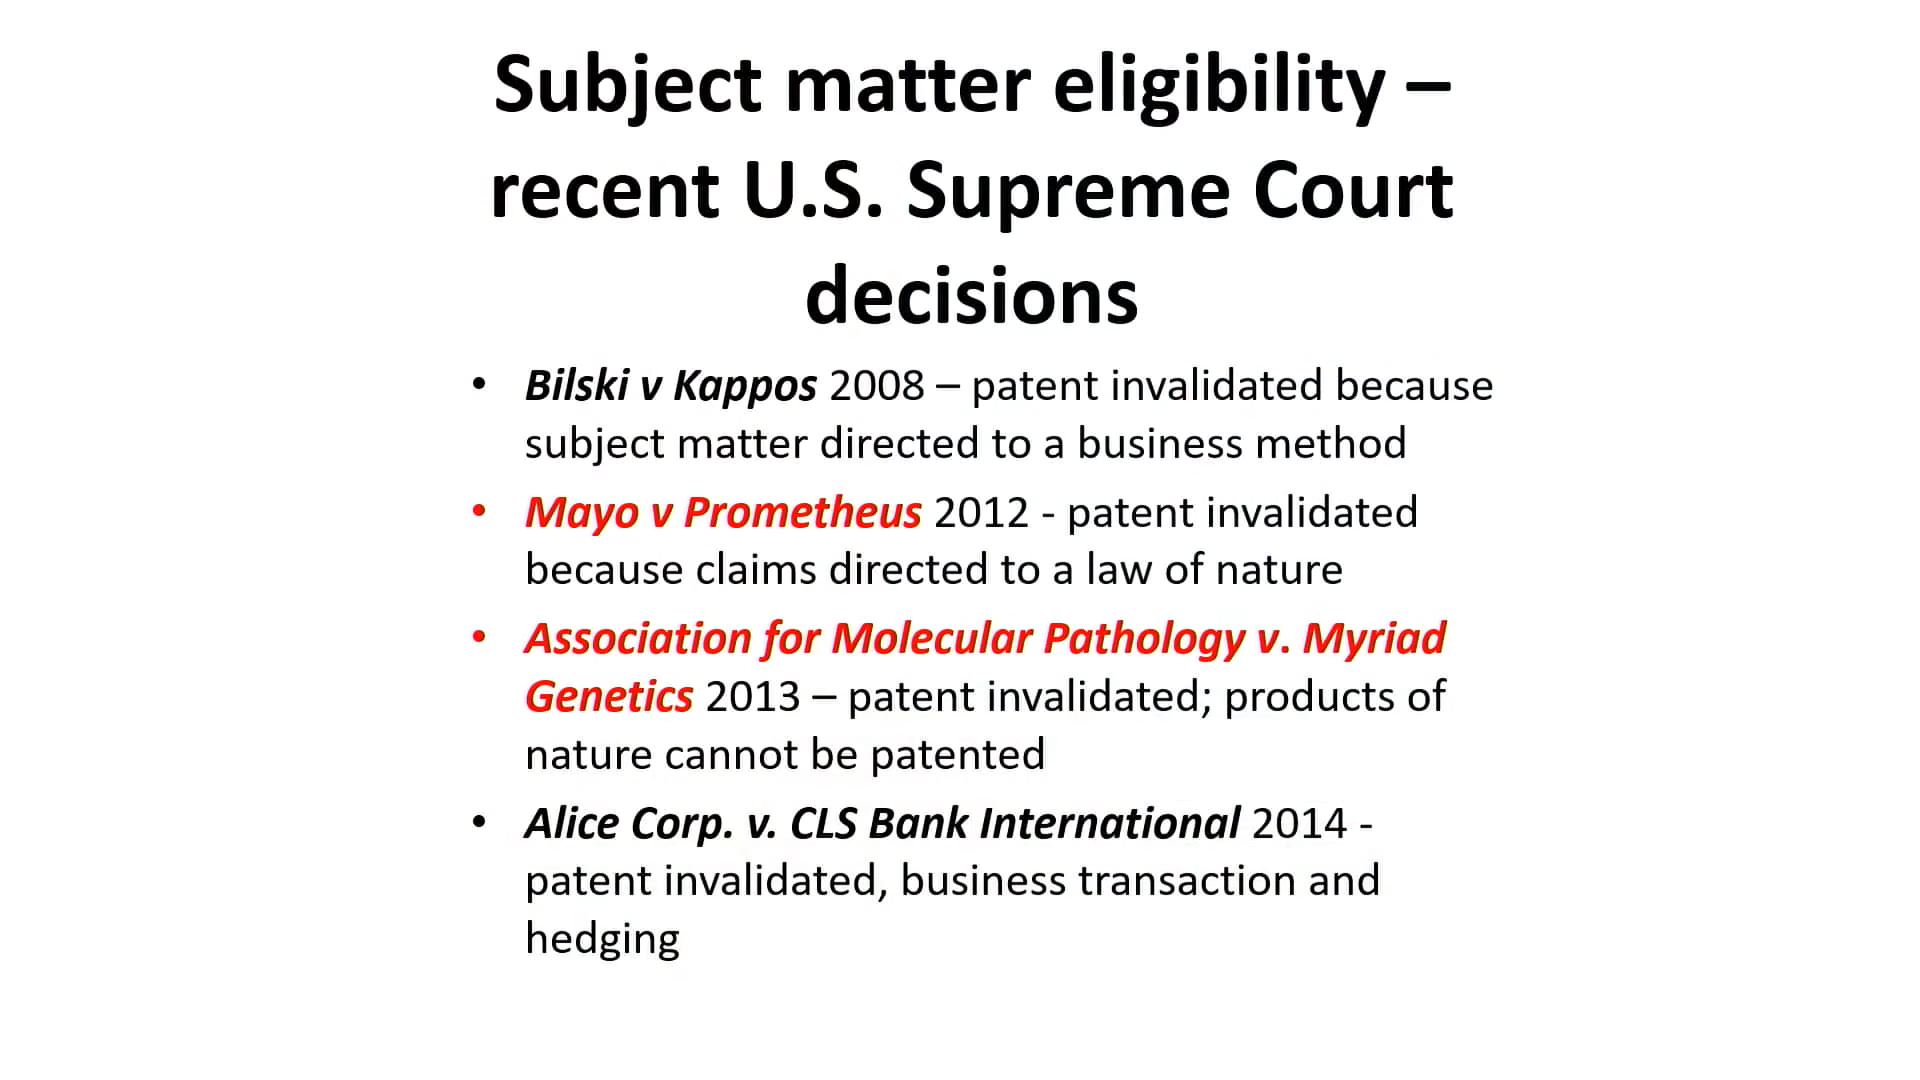 Subject matter eligibility –
recent U.S. Supreme Court
decisions
• Bilski v Kappos 2008 – patent invalidated because
subject matter directed to a business method
• Mayo v Prometheus 2012 - patent invalidated
because claims directed to a law of nature
• Association for Molecular Pathology v. Myriad
Genetics 2013 – patent invalidated; products of
nature cannot be patented
• Alice Corp. v. CLS Bank International 2014 -
patent invalidated, business transaction and
hedging